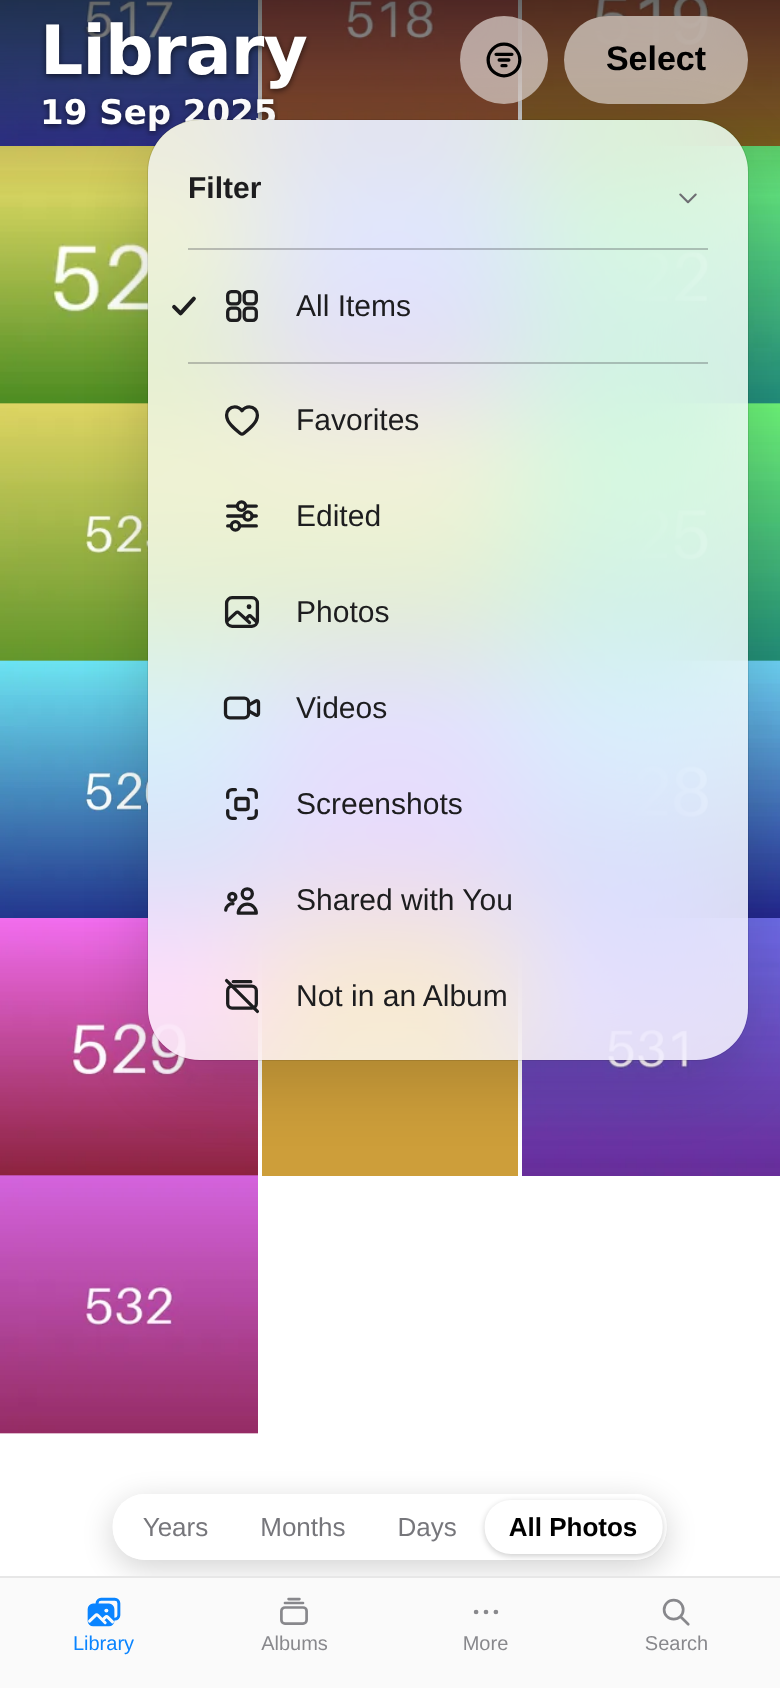 517 518 519
Library
Select
19 Sep 2025
Filter
All Items
Favorites
Edited
Photos
Videos
Screenshots
Shared with You
Not in an Album
529 531
532
Years Months Days All Photos
Library Albums More Search